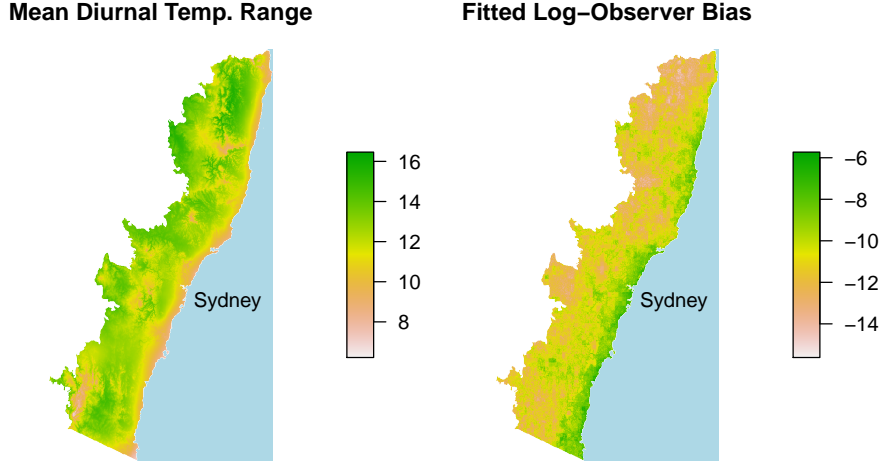 Mean Diurnal Temp. Range
16
14
12
10
8
Sydney
Fitted Log−Observer Bias
−6
−8
−10
−12
−14
Sydney